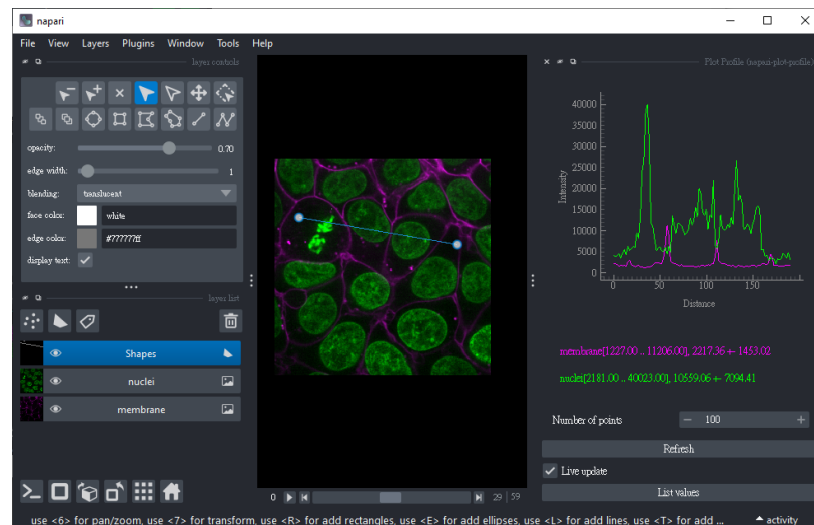 napari
File View Layers Plugins Window Tools Help
layer controls
opacity: 0.70
edge width: 1
blending: translucent
face color: white
edge color: #777777ff
display text:
layer list
Shapes
nuclei
membrane
0 29 59
Plot Profile (napari-plot-profile)
40000
35000
30000
25000
20000
15000
10000
5000
0
Intensity
0 50 100 150
Distance
membrane[1227.00 .. 11206.00], 2217.36 +- 1453.02
nuclei[2181.00 .. 40023.00], 10559.06 +- 7094.41
Number of points 100
Refresh
Live update
List values
use <6> for pan/zoom, use <7> for transform, use <R> for add rectangles, use <E> for add ellipses, use <L> for add lines, use <T> for add ... activity